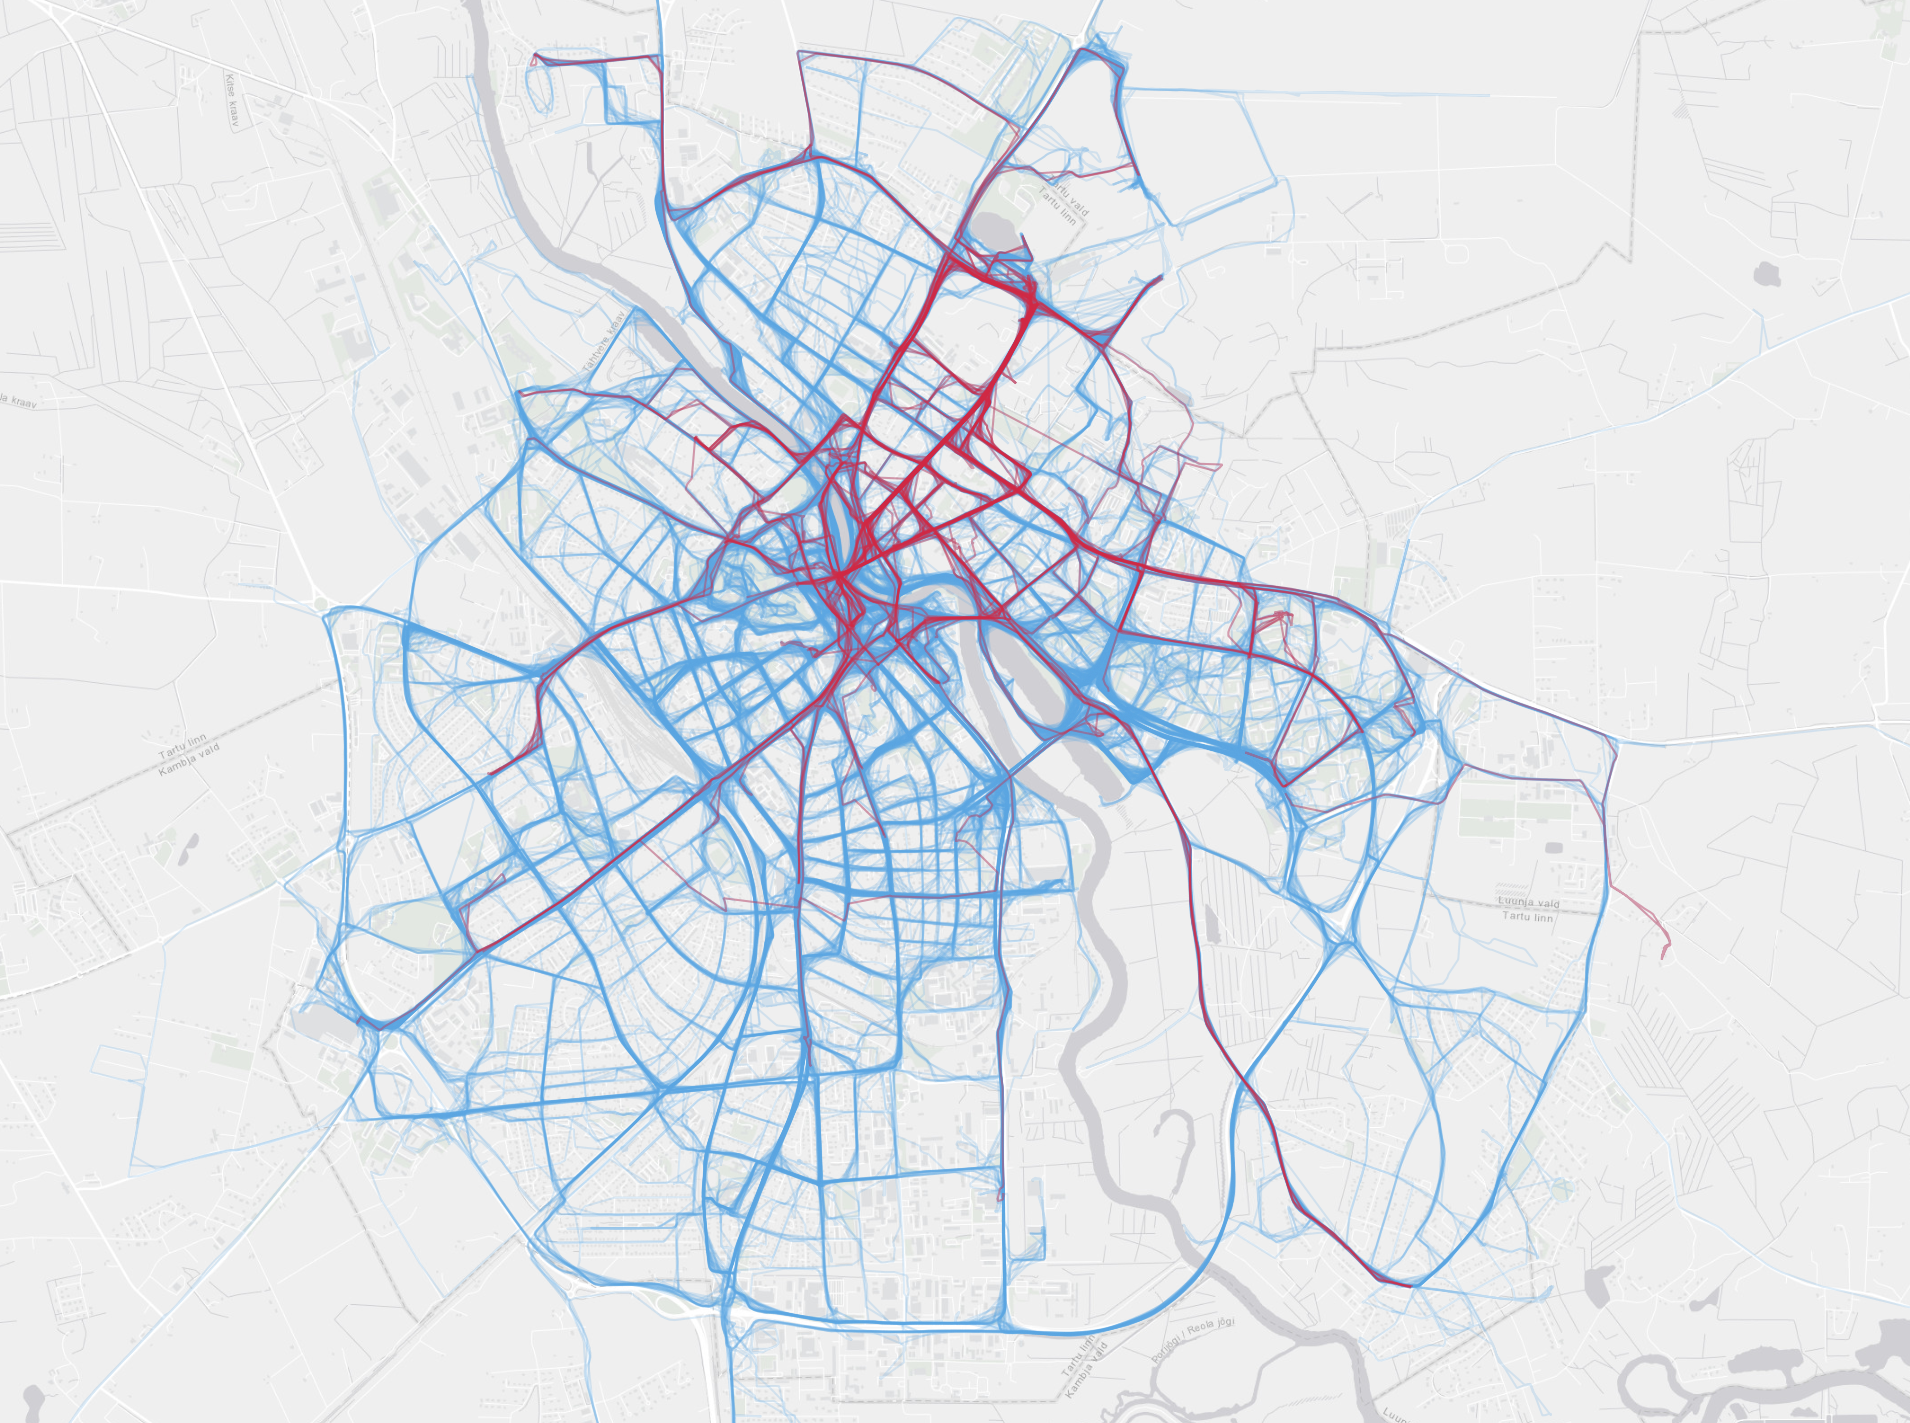 Kitse kraav
Tartu vald
Tartu linn
Tähtvere kraav
la kraav
Tartu linn
Kambja vald
Luunja vald
Tartu linn
Tartu linn
Kambja vald
Porijõgi / Reola jõgi